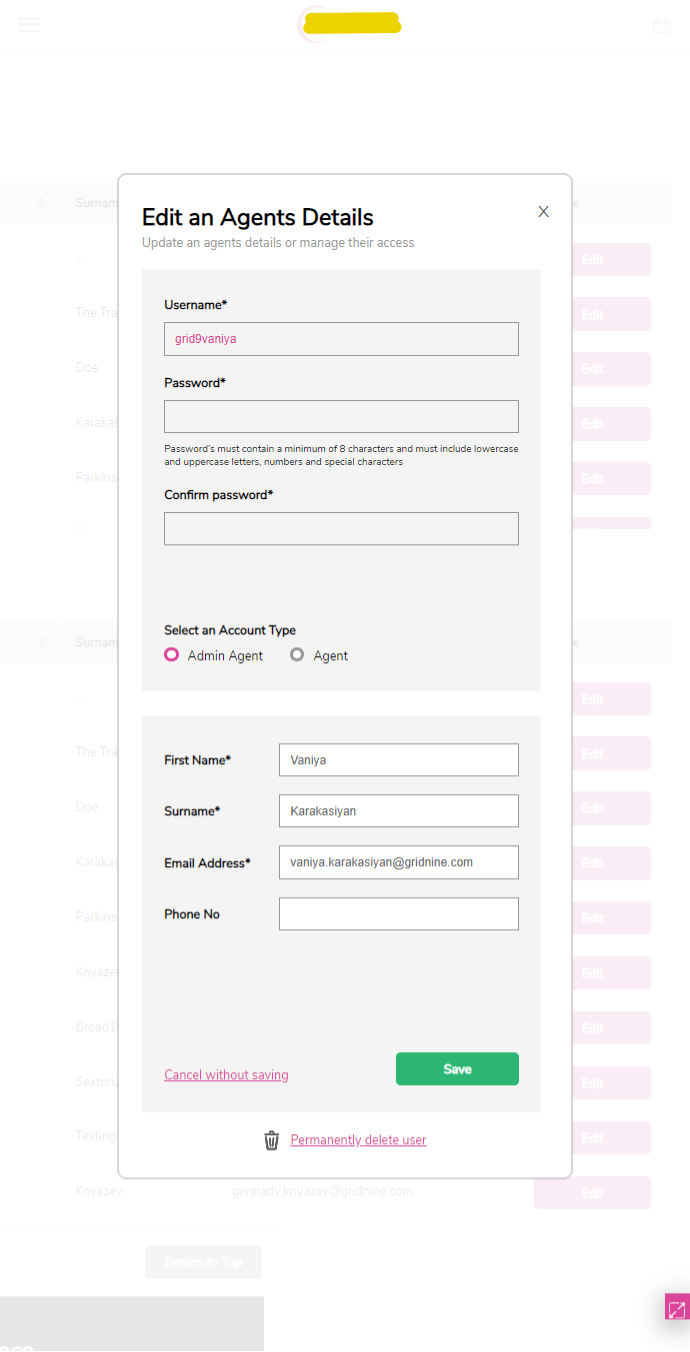 Surnam
e
Edit an Agents Details
X
Update an agents details or manage their access
Edit
Username*
The Tra
Edit
grid9vaniya
Doe
Edit
Password*
Karakas
Edit
Password's must contain a minimum of 8 characters and must include lowercase
and uppercase letters, numbers and special characters
Parkins
Edit
Confirm password*
Select an Account Type
Admin Agent
Agent
Surnam
e
Edit
First Name*
Vaniya
The Tra
Edit
Surname*
Karakasiyan
Doe
Edit
Email Address*
vaniya.karakasiyan@gridnine.com
Karakas
Edit
Phone No
Parkins
Edit
Knyazev
Edit
Broad1
Edit
Cancel without saving
Save
Sexton2
Edit
Testing
Edit
Permanently delete user
Knyazev
gennady.knyazev@gridnine.com
Edit
Return to Top